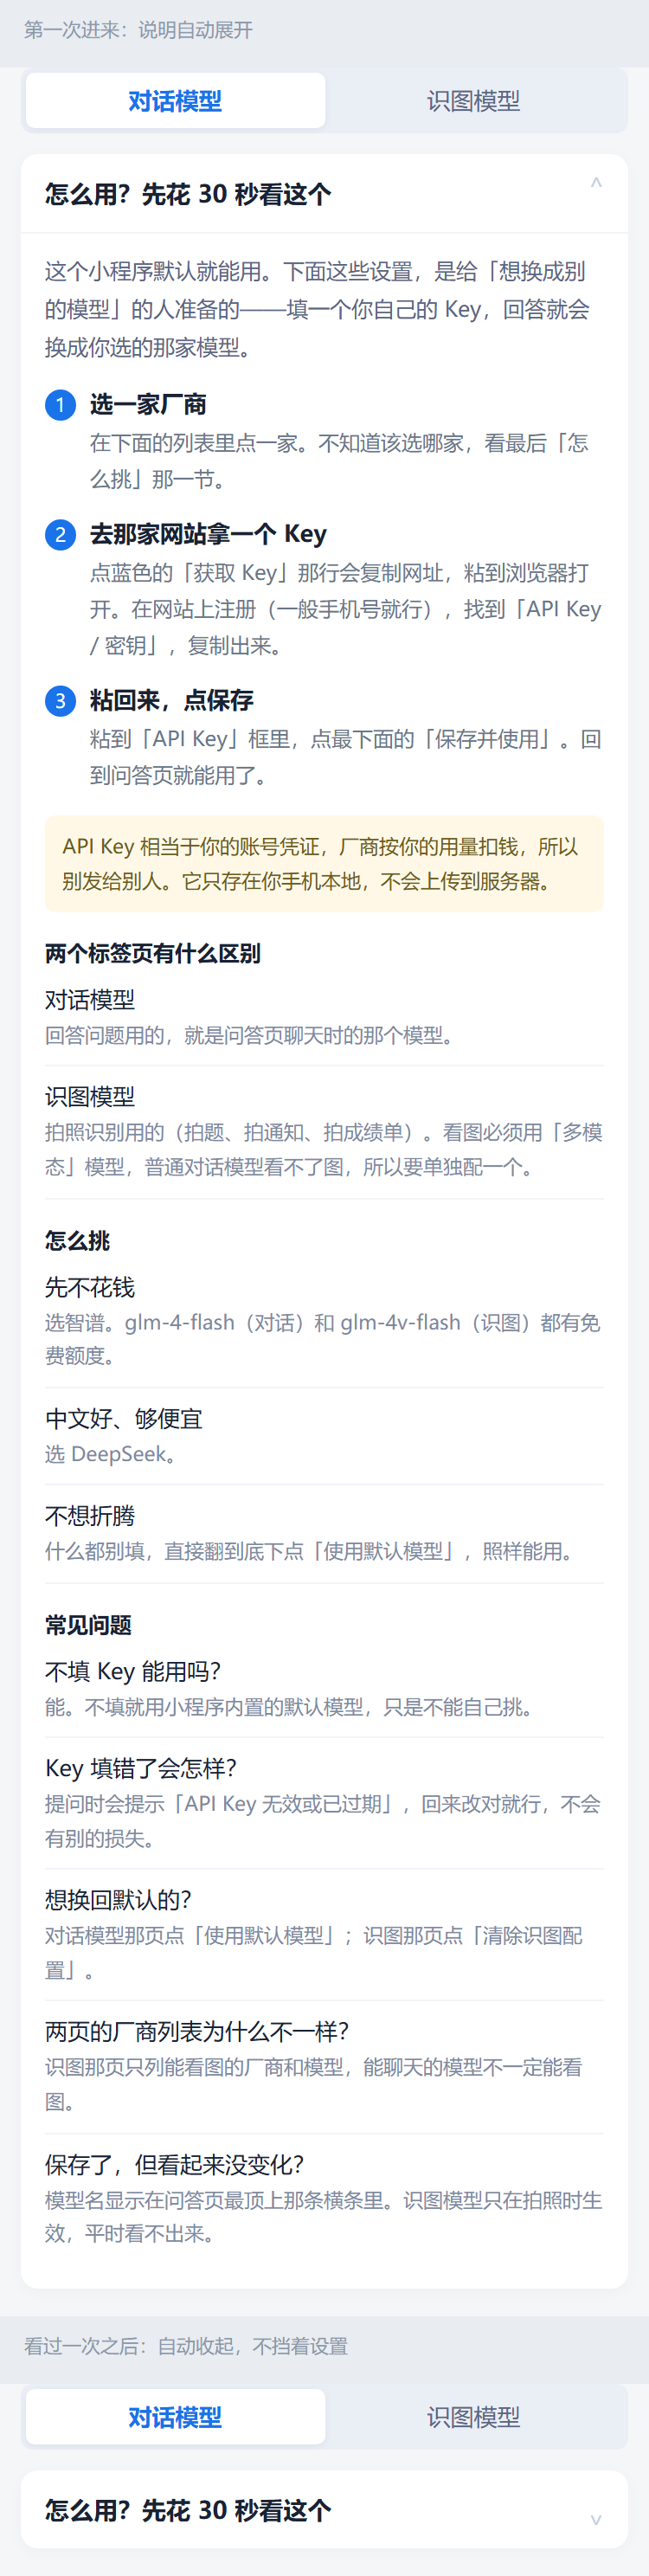 第一次进来：说明自动展开
对话模型
识图模型
怎么用？先花 30 秒看这个
这个小程序默认就能用。下面这些设置，是给「想换成别
的模型」的人准备的——填一个你自己的 Key，回答就会
换成你选的那家模型。
1 选一家厂商
在下面的列表里点一家。不知道该选哪家，看最后「怎
么挑」那一节。
2 去那家网站拿一个 Key
点蓝色的「获取 Key」那行会复制网址，粘到浏览器打
开。在网站上注册（一般手机号就行），找到「API Key
/ 密钥」，复制出来。
3 粘回来，点保存
粘到「API Key」框里，点最下面的「保存并使用」。回
到问答页就能用了。
API Key 相当于你的账号凭证，厂商按你的用量扣钱，所以
别发给别人。它只存在你手机本地，不会上传到服务器。
两个标签页有什么区别
对话模型
回答问题用的，就是问答页聊天时的那个模型。
识图模型
拍照识别用的（拍题、拍通知、拍成绩单）。看图必须用「多模
态」模型，普通对话模型看不了图，所以要单独配一个。
怎么挑
先不花钱
选智谱。glm-4-flash（对话）和 glm-4v-flash（识图）都有免
费额度。
中文好、够便宜
选 DeepSeek。
不想折腾
什么都别填，直接翻到底下点「使用默认模型」，照样能用。
常见问题
不填 Key 能用吗？
能。不填就用小程序内置的默认模型，只是不能自己挑。
Key 填错了会怎样？
提问时会提示「API Key 无效或已过期」，回来改对就行，不会
有别的损失。
想换回默认的？
对话模型那页点「使用默认模型」；识图那页点「清除识图配
置」。
两页的厂商列表为什么不一样？
识图那页只列能看图的厂商和模型，能聊天的模型不一定能看
图。
保存了，但看起来没变化？
模型名显示在问答页最顶上那条横条里。识图模型只在拍照时生
效，平时看不出来。
看过一次之后：自动收起，不挡着设置
对话模型
识图模型
怎么用？先花 30 秒看这个